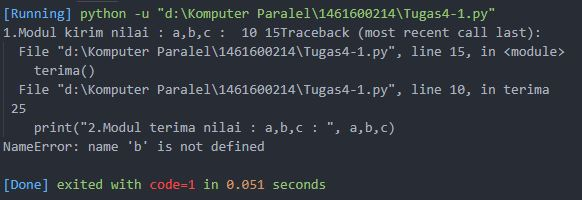 [Running] python -u "d:\Komputer Paralel\1461600214\Tugas4-1.py"
1.Modul kirim nilai : a,b,c :  10 15Traceback (most recent call last):
  File "d:\Komputer Paralel\1461600214\Tugas4-1.py", line 15, in <module>
    terima()
  File "d:\Komputer Paralel\1461600214\Tugas4-1.py", line 10, in terima
 25
    print("2.Modul terima nilai : a,b,c : ", a,b,c)
NameError: name 'b' is not defined
[Done] exited with code=1 in 0.051 seconds